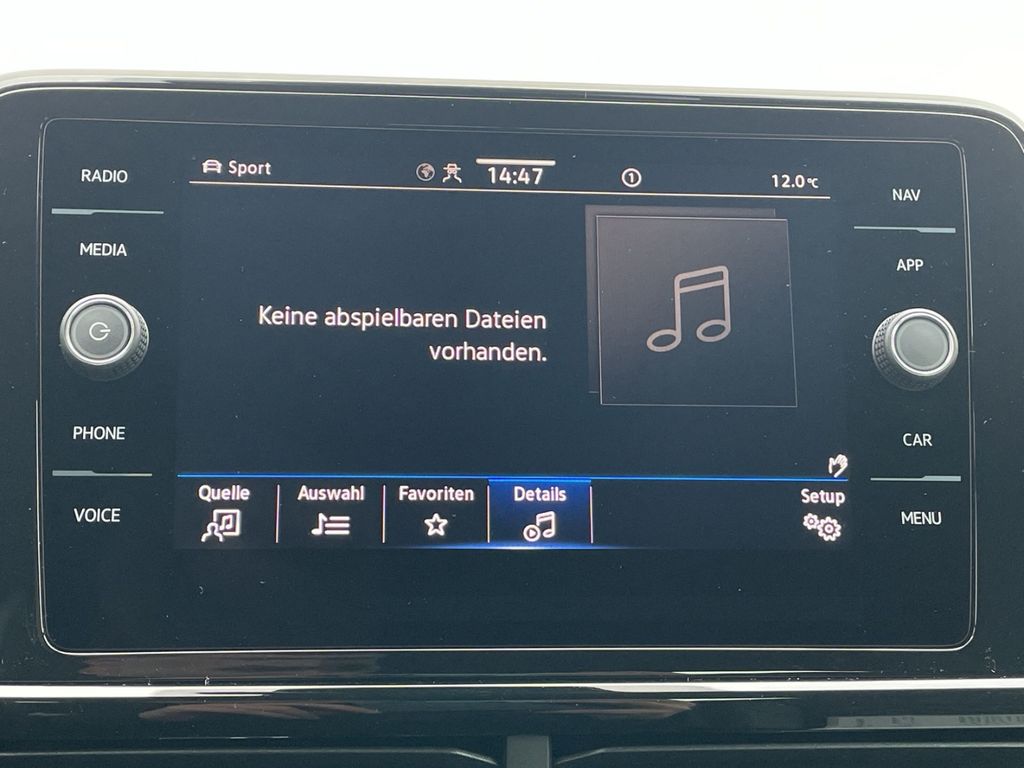 RADIO
MEDIA
PHONE
VOICE
Sport
14:47
1
12.0°C
Keine abspielbaren Dateien
vorhanden.
Quelle
Auswahl
Favoriten
Details
Setup
NAV
APP
CAR
MENU